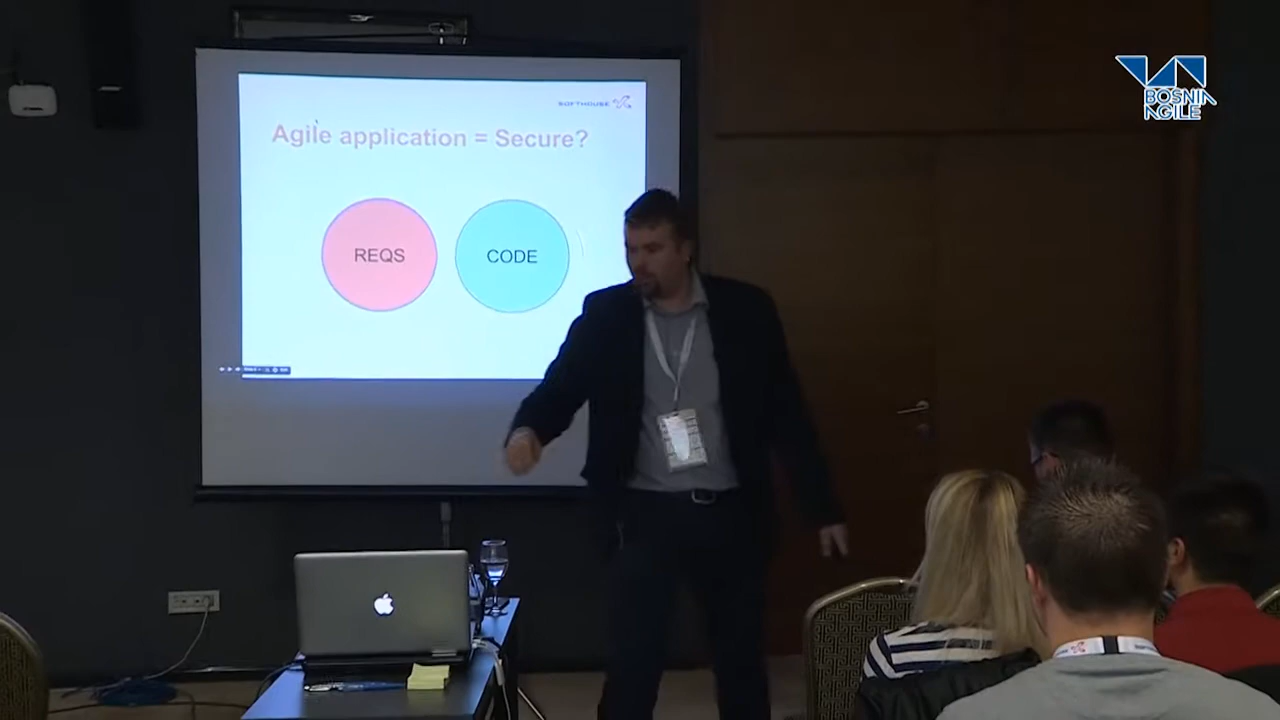 SOFTHOUSE
Agile application = Secure?
REQS
CODE
BOSNIA
AGILE